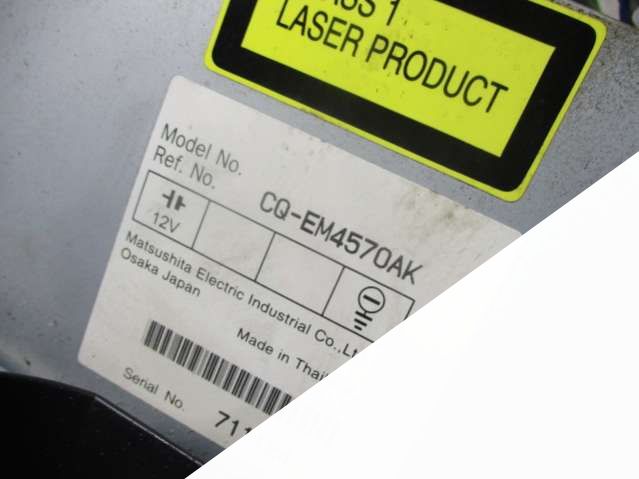 LASER PRODUCT
Model No.
Ref. No.
CQ-EM4570AK
12V
Matsushita Electric Industrial Co.,
Osaka Japan
Made in
Serial No.